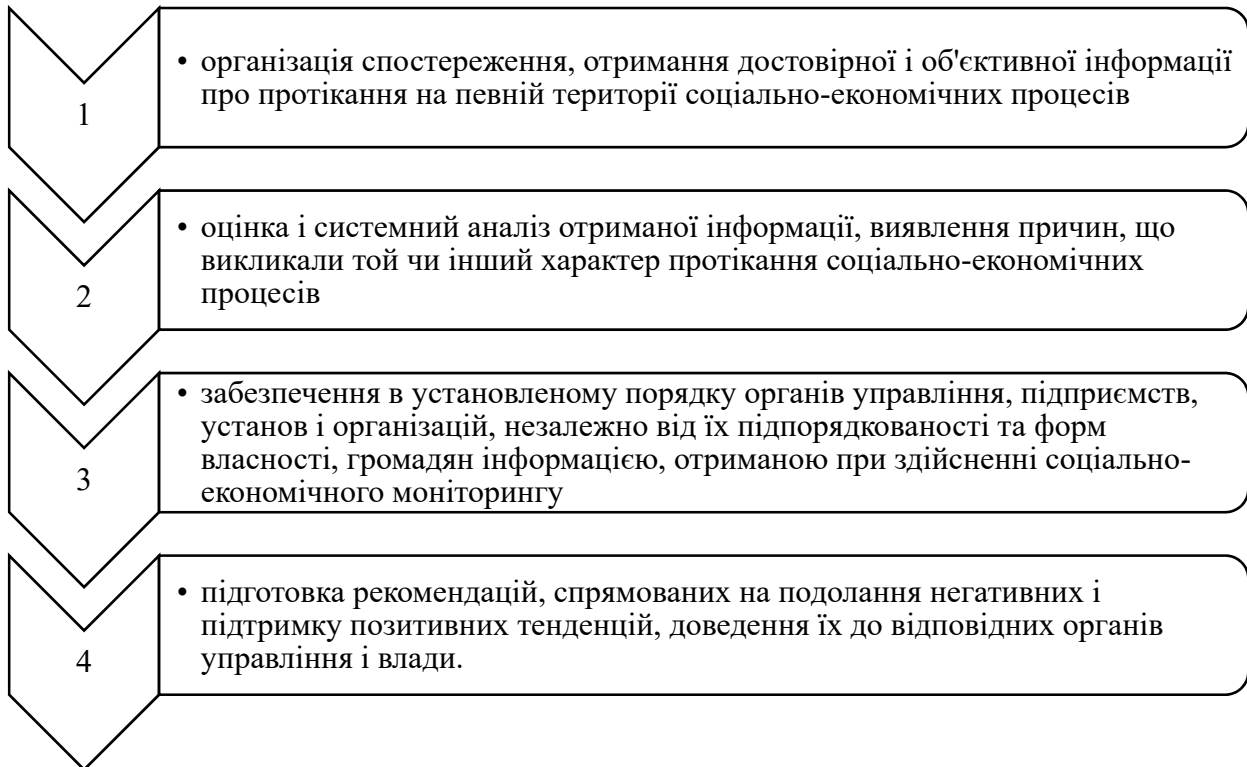 1
• організація спостереження, отримання достовірної і об'єктивної інформації
про протікання на певній території соціально-економічних процесів
2
• оцінка і системний аналіз отриманої інформації, виявлення причин, що
викликали той чи інший характер протікання соціально-економічних
процесів
3
• забезпечення в установленому порядку органів управління, підприємств,
установ і організацій, незалежно від їх підпорядкованості та форм
власності, громадян інформацією, отриманою при здійсненні соціально-
економічного моніторингу
4
• підготовка рекомендацій, спрямованих на подолання негативних і
підтримку позитивних тенденцій, доведення їх до відповідних органів
управління і влади.